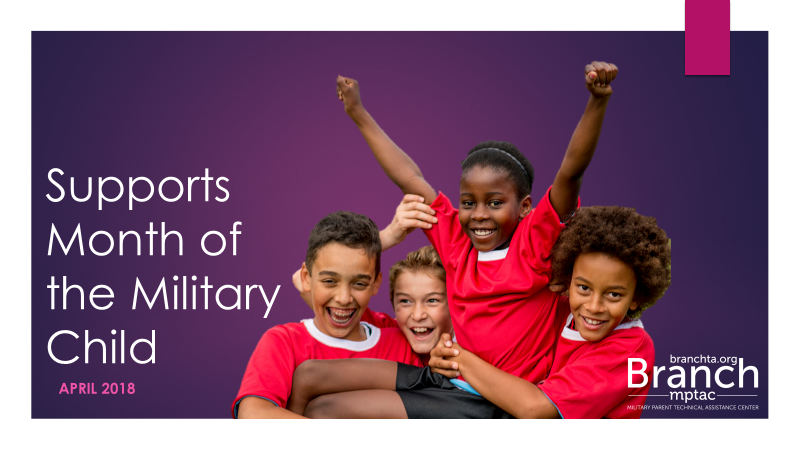 Supports
Month of
the Military
Child
APRIL 2018
branchta.org
Branch
mptac
MILITARY PARENT TECHNICAL ASSISTANCE CENTER